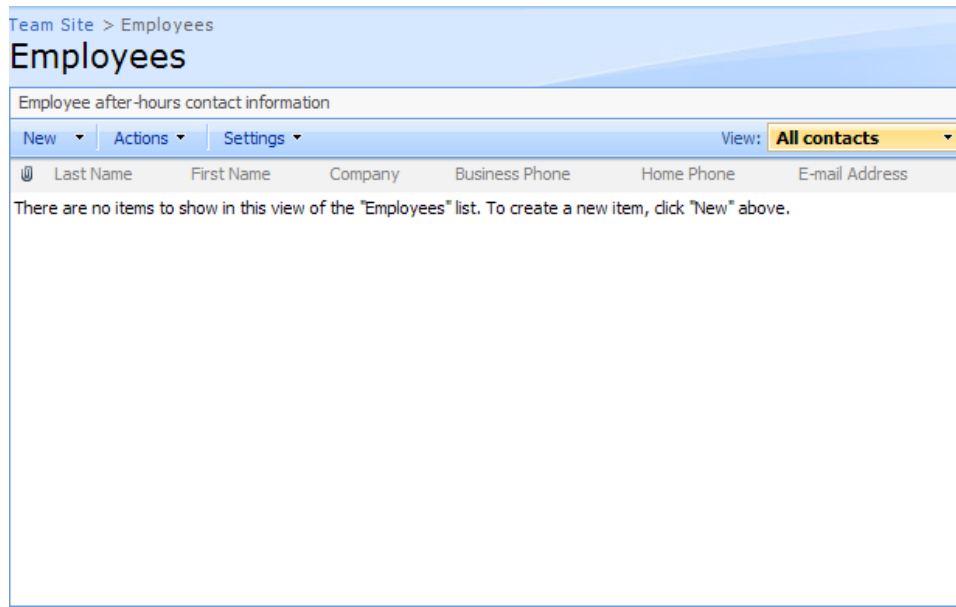 Team Site > Employees
Employees
Employee after-hours contact information
New Actions Settings View: All contacts
Last Name First Name Company Business Phone Home Phone E-mail Address
There are no items to show in this view of the "Employees" list. To create a new item, click "New" above.